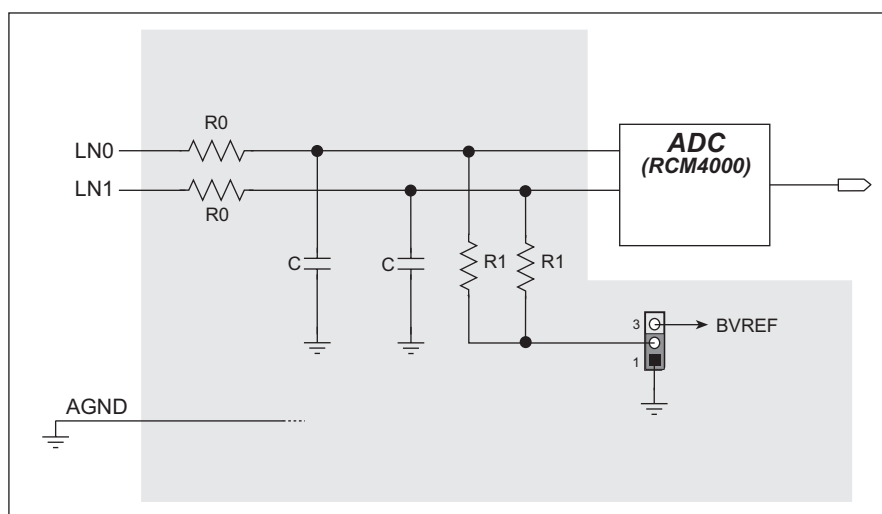 R0
LN0
LN1
R0
ADC
(RCM4000)
C
C
R1
R1
3
BVREF
1
AGND